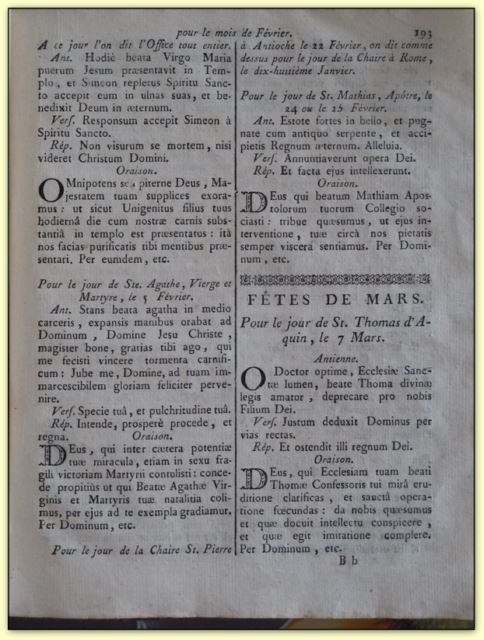 pour le mois de Février. 193
A ce jour l'on dit l'Office tout entier.
Ant. Hodiè beata Virgo Maria
puerum Jesum præsentavit in Tem-
plo, et Simeon repletus Spiritu Sanc-
to accepit eum in ulnas suas, et be-
nedixit Deum in æternum.
Vers. Responsum accepit Simeon à
Spiritu Sancto.
Rép. Non visurum se mortem, nisi
videret Christum Domini.
Oraison.
OMnipotens sempiterne Deus, Ma-
jestatem tuam supplices exora-
mus: ut sicut Unigenitus filius tuus
hodiernâ die cum nostræ carnis subs-
tantiâ in templo est præsentatus: ità
nos facias purificatis tibi mentibus præ-
sentari. Per eumdem, etc.
Pour le jour de Ste. Agathe, Vierge et
Martyre, le 5 Février.
Ant. Stans beata agatha in medio
carceris, expansis manibus orabat ad
Dominum, Domine Jesu Christe,
magister bone, gratias tibi ago, qui
me fecisti vincere tormenta carnifi-
cum: Jube me, Domine, ad tuam im-
marcescibilem gloriam feliciter perve-
nire.
Vers. Specie tuâ, et pulchritudine tuâ.
Rép. Intende, prosperè procede, et
regna. Oraison.
DEus, qui inter cætera potentiæ
tuæ miracula, etiam in sexu fra-
gili victoriam Martyrii contulisti: conce-
de propitiùs ut qui Beatæ Agathæ Vir-
ginis et Martyris tuæ natalitia coli-
mus, per ejus ad te exempla gradiamur.
Per Dominum, etc.
Pour le jour de la Chaire St. Pierre
à Antioche le 22 Février, on dit comme
dessus pour le jour de la Chaire à Rome,
le dix-huitième Janvier.
Pour le jour de St. Mathias, Apôtre, le
24 ou le 25 Février.
Ant. Estote fortes in bello, et pug-
nate cum antiquo serpente, et acci-
pietis Regnum æternum. Alleluia.
Vers. Annuntiaverunt opera Dei.
Rép. Et facta ejus intellexerunt.
Oraison.
DEus qui beatum Mathiam Apos-
tolorum tuorum Collegio so-
ciasti: tribue quæsumus, ut ejus in-
terventione, tuæ circà nos pietatis
semper viscera sentiamus. Per Domi-
num, etc.
FÊTES DE MARS.
Pour le jour de St. Thomas d'A-
quin, le 7 Mars.
Antienne.
O Doctor optime, Ecclesiæ Sanc-
tæ lumen, beate Thoma divinæ
legis amator, deprecare pro nobis
Filium Dei.
Vers. Justum deduxit Dominus per
vias rectas.
Rép. Et ostendit illi regnum Dei.
Oraison.
DEus, qui Ecclesiam tuam beati
Thomæ Confessoris tui mirâ eru-
ditione clarificas, et sanctâ opera-
tione fœcundas: da nobis quæsumus
et quæ docuit intellectu conspicere,
et quæ egit imitatione complere.
Per Dominum, etc.
B b